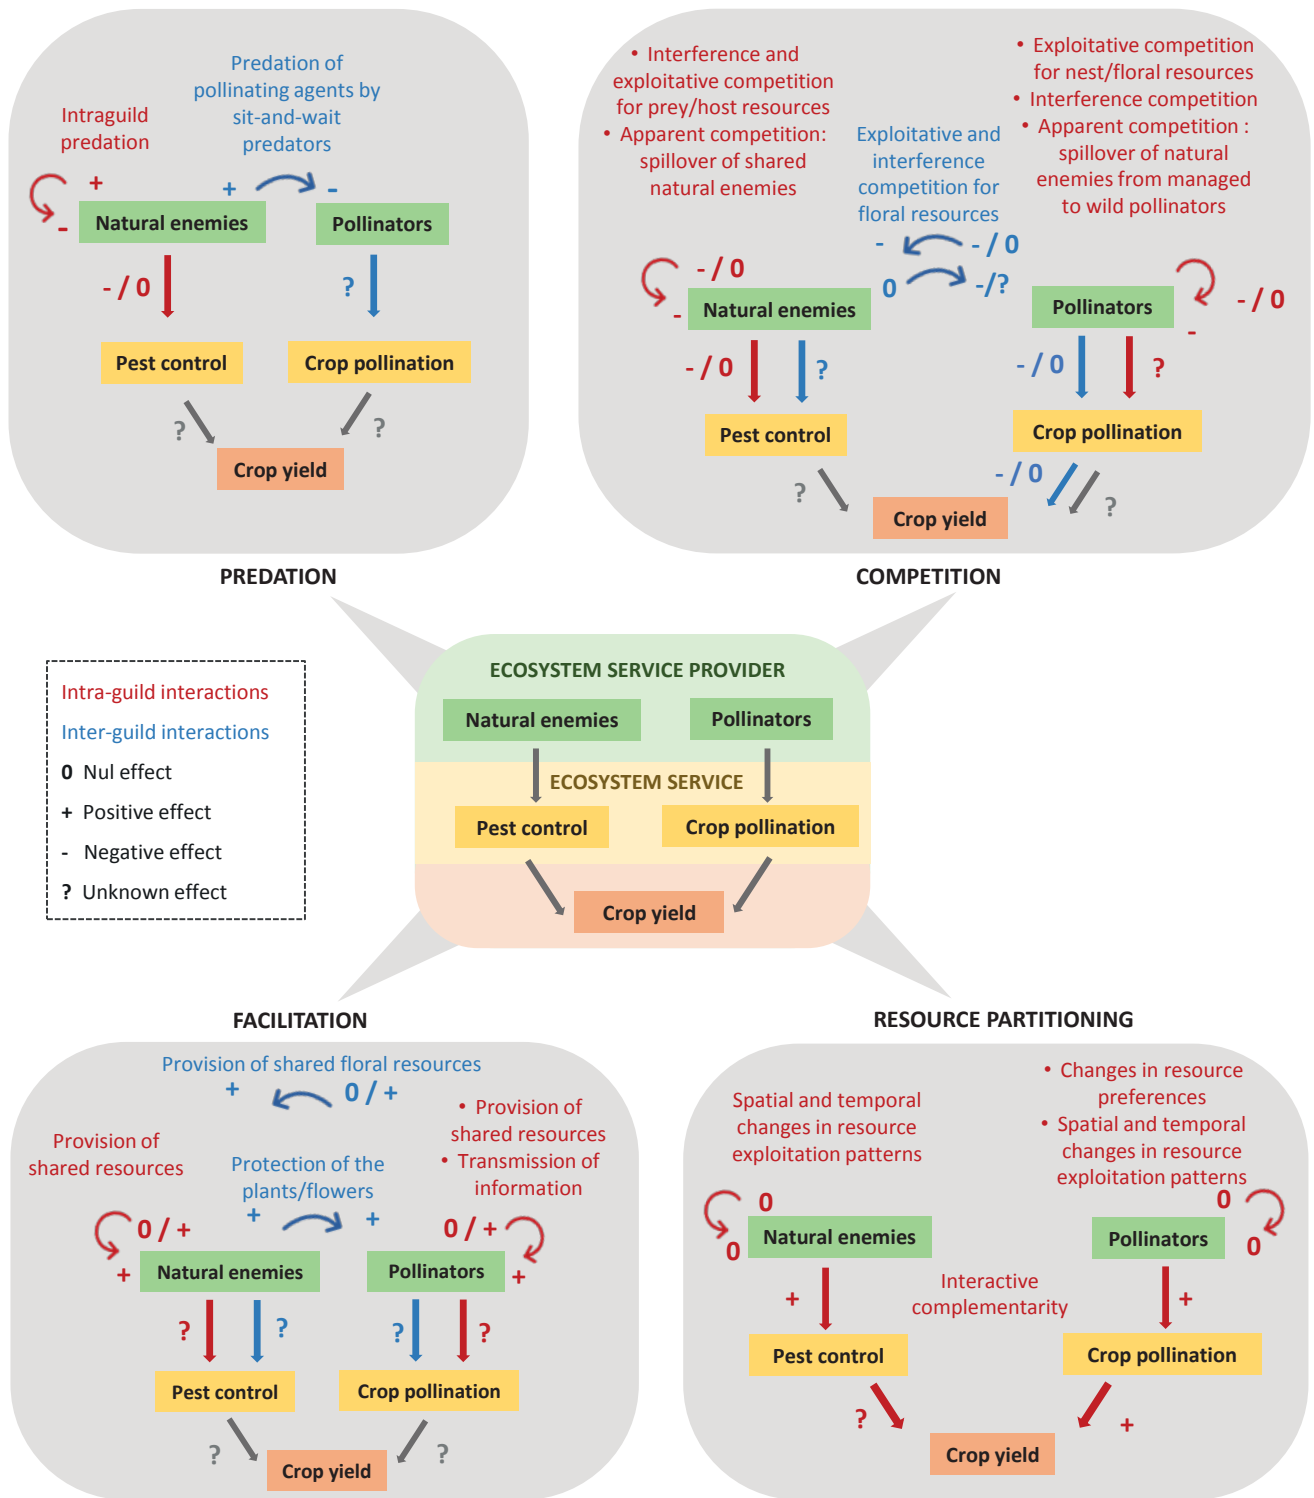 Predation of
pollinating agents by
sit-and-wait
predators
Intraguild
predation
+
+
-
-
Natural enemies
Pollinators
- / 0
?
Pest control
Crop pollination
?
?
Crop yield
PREDATION
• Interference and
exploitative competition
for prey/host resources
• Apparent competition:
spillover of shared
natural enemies
Exploitative and
interference
competition for
floral resources
• Exploitative competition
for nest/floral resources
• Interference competition
• Apparent competition :
spillover of natural
enemies from managed
to wild pollinators
-
- / 0
- / 0
0
-/?
- / 0
-
-
Natural enemies
Pollinators
- / 0
?
- / 0
?
Pest control
Crop pollination
?
- / 0
?
Crop yield
COMPETITION
Intra-guild interactions
Inter-guild interactions
0 Nul effect
+ Positive effect
- Negative effect
? Unknown effect
ECOSYSTEM SERVICE PROVIDER
Natural enemies
Pollinators
ECOSYSTEM SERVICE
Pest control
Crop pollination
Crop yield
FACILITATION
Provision of shared floral resources
+
0 / +
Provision of
shared resources
Protection of the
plants/flowers
• Provision of
shared resources
• Transmission of
information
0 / +
+
+
0 / +
+
+
Natural enemies
Pollinators
?
?
?
?
Pest control
Crop pollination
?
?
Crop yield
RESOURCE PARTITIONING
Spatial and temporal
changes in resource
exploitation patterns
• Changes in resource
preferences
• Spatial and temporal
changes in resource
exploitation patterns
0
0
0
0
Natural enemies
Pollinators
+
Interactive
complementarity
+
Pest control
Crop pollination
?
+
Crop yield